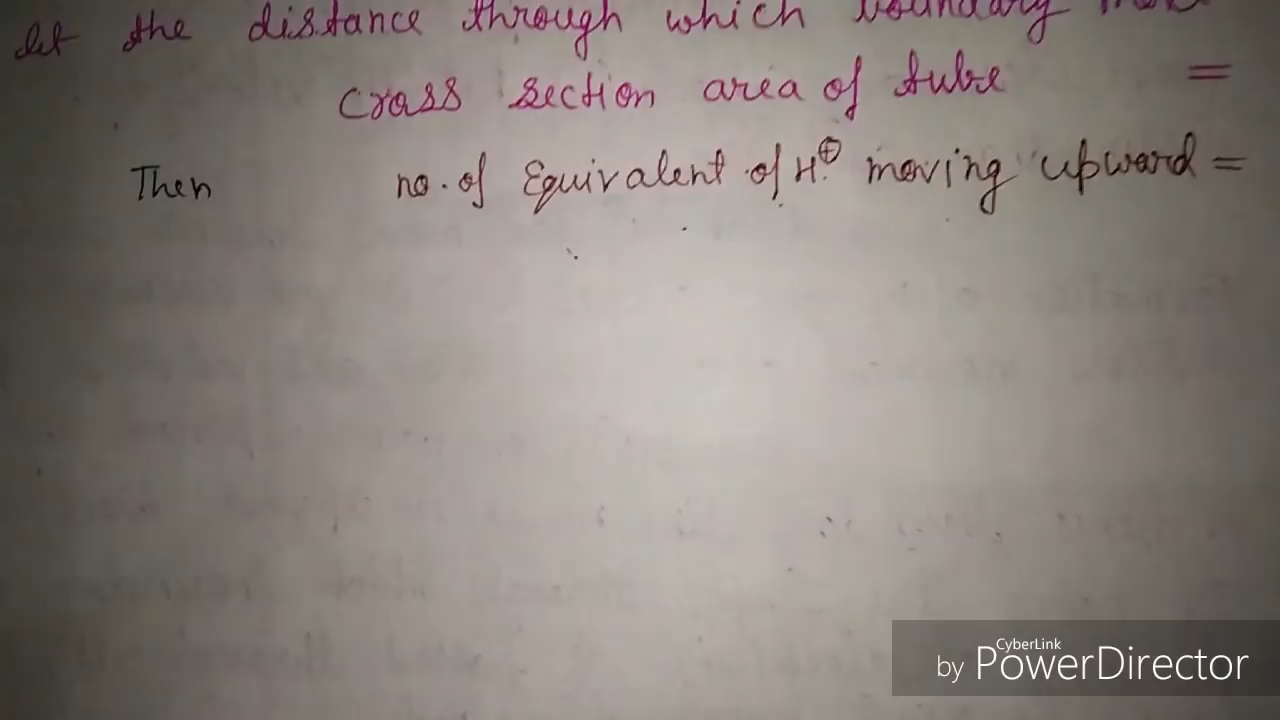 let the distance through which boundary
cross section area of tube =
Then no. of Equivalent of H⊕ moving upward =
CyberLink
by PowerDirector